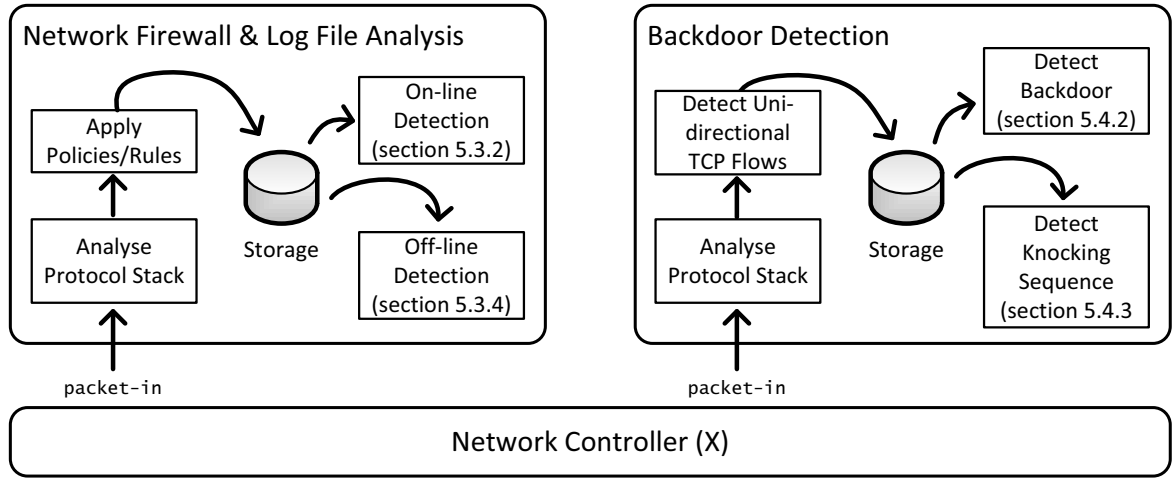 Network Firewall & Log File Analysis
Apply
Policies/Rules
On-line
Detection
(section 5.3.2)
Storage
Analyse
Protocol Stack
Off-line
Detection
(section 5.3.4)
packet-in
Backdoor Detection
Detect Uni-
directional
TCP Flows
Detect
Backdoor
(section 5.4.2)
Storage
Analyse
Protocol Stack
Detect
Knocking
Sequence
(section 5.4.3
packet-in
Network Controller (X)